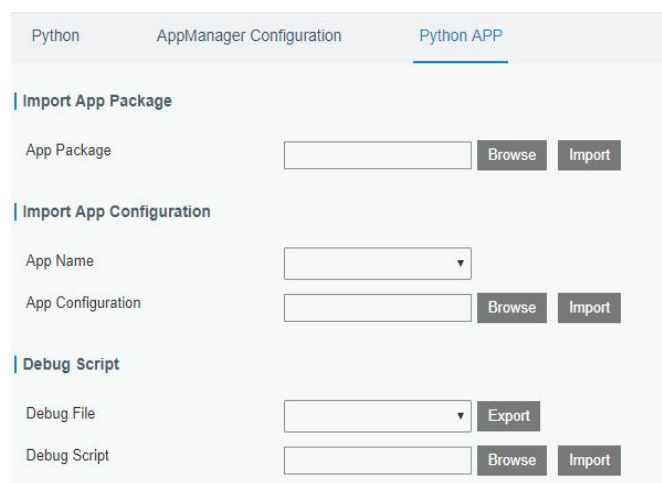 Python AppManager Configuration Python APP
Import App Package
App Package Browse Import
Import App Configuration
App Name
App Configuration Browse Import
Debug Script
Debug File Export
Debug Script Browse Import